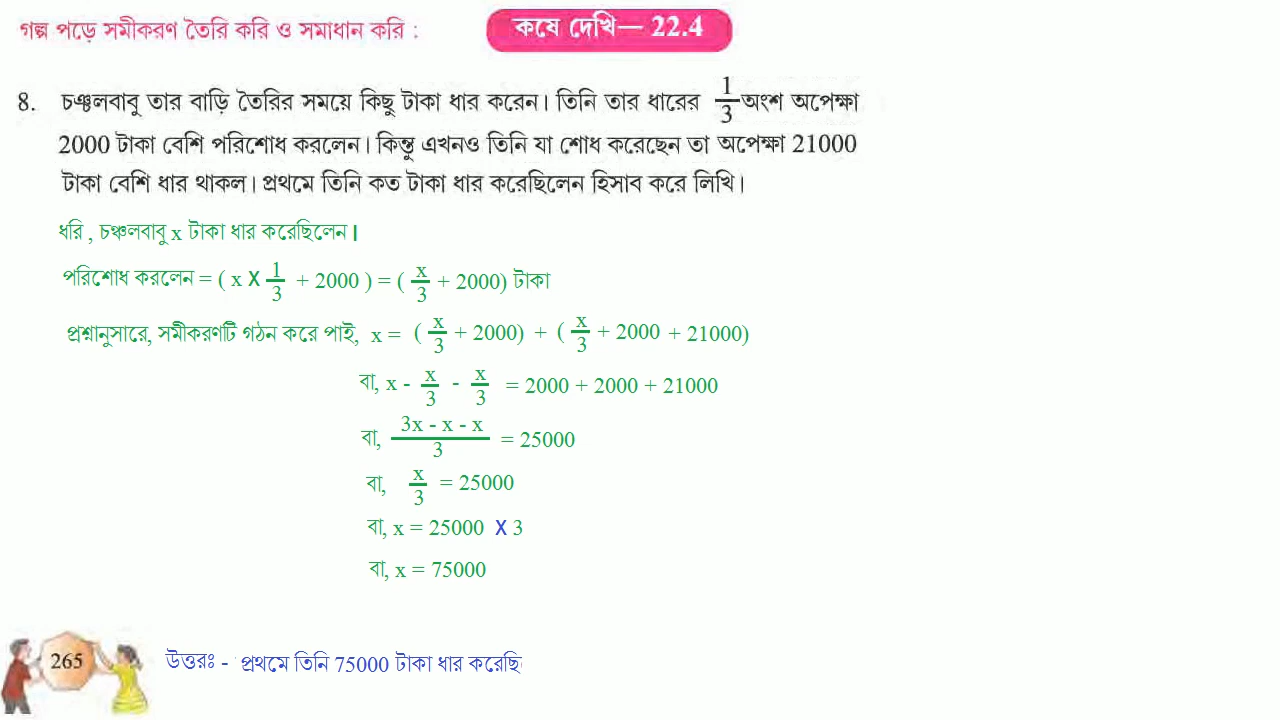 গল্প পড়ে সমীকরণ তৈরি করি ও সমাধান করি :
কষে দেখি— 22.4
8. চঞ্চলবাবু তার বাড়ি তৈরির সময়ে কিছু টাকা ধার করেন। তিনি তার ধারের 1/3 অংশ অপেক্ষা
2000 টাকা বেশি পরিশোধ করলেন। কিন্তু এখনও তিনি যা শোধ করেছেন তা অপেক্ষা 21000
টাকা বেশি ধার থাকল। প্রথমে তিনি কত টাকা ধার করেছিলেন হিসাব করে লিখি।
ধরি , চঞ্চলবাবু x টাকা ধার করেছিলেন।
পরিশোধ করলেন = ( x X 1/3 + 2000 ) = ( x/3 + 2000) টাকা
প্রশ্নানুসারে, সমীকরণটি গঠন করে পাই, x = ( x/3 + 2000) + ( x/3 + 2000 + 21000)
বা, x - x/3 - x/3 = 2000 + 2000 + 21000
বা, 3x - x - x/3 = 25000
বা, x/3 = 25000
বা, x = 25000 X 3
বা, x = 75000
265
উত্তরঃ - প্রথমে তিনি 75000 টাকা ধার করেছি